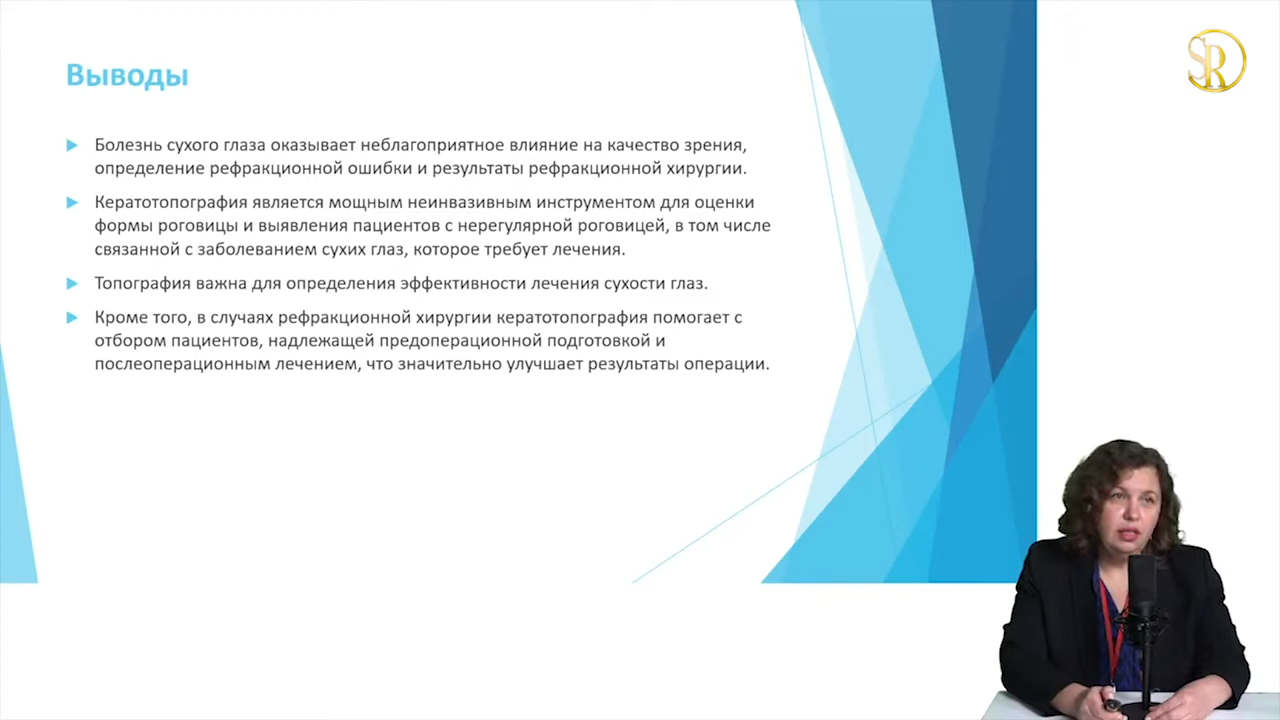 Выводы
Болезнь сухого глаза оказывает неблагоприятное влияние на качество зрения,
определение рефракционной ошибки и результаты рефракционной хирургии.
Кератотопография является мощным неинвазивным инструментом для оценки
формы роговицы и выявления пациентов с нерегулярной роговицей, в том числе
связанной с заболеванием сухих глаз, которое требует лечения.
Топография важна для определения эффективности лечения сухости глаз.
Кроме того, в случаях рефракционной хирургии кератотопография помогает с
отбором пациентов, надлежащей предоперационной подготовкой и
послеоперационным лечением, что значительно улучшает результаты операции.
SR